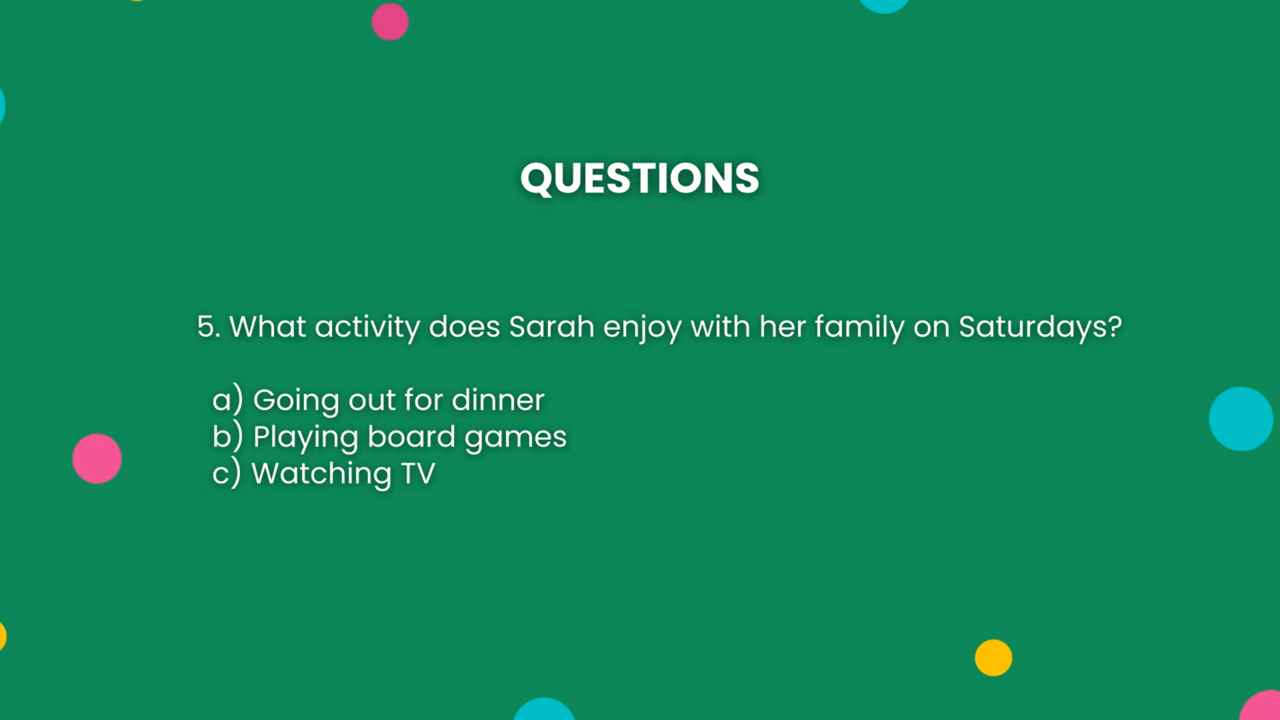 QUESTIONS
5. What activity does Sarah enjoy with her family on Saturdays?
a) Going out for dinner
b) Playing board games
c) Watching TV